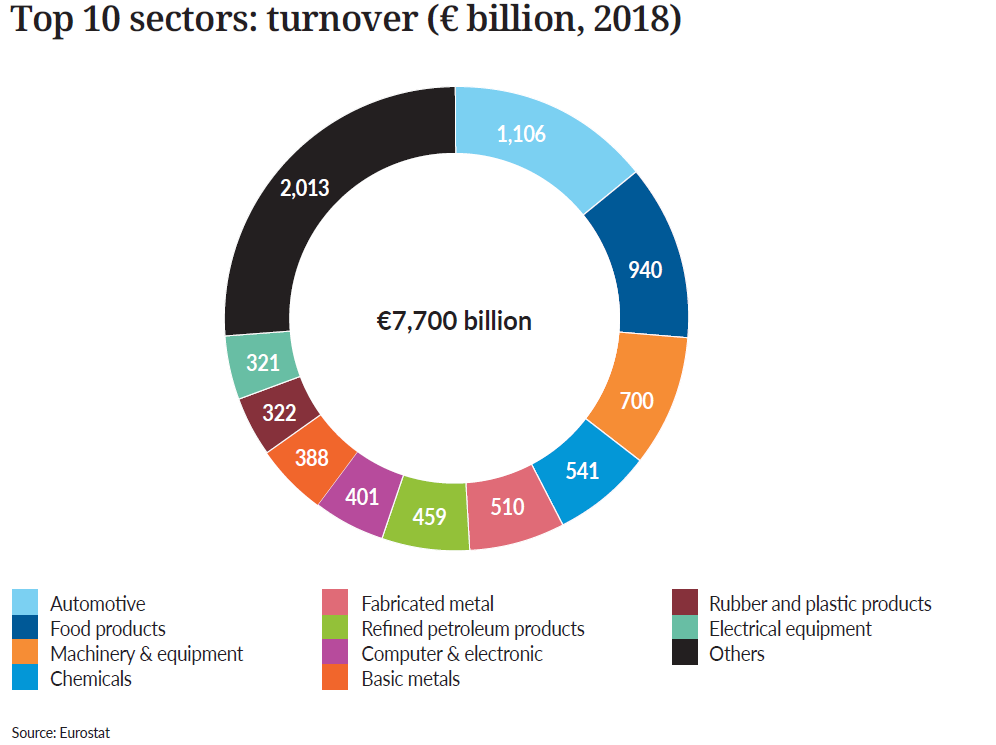 Top 10 sectors: turnover (€ billion, 2018)
1,106
2,013
940
€7,700 billion
321
700
322
388
541
401
459
510
Automotive
Food products
Machinery & equipment
Chemicals
Fabricated metal
Refined petroleum products
Computer & electronic
Basic metals
Rubber and plastic products
Electrical equipment
Others
Source: Eurostat